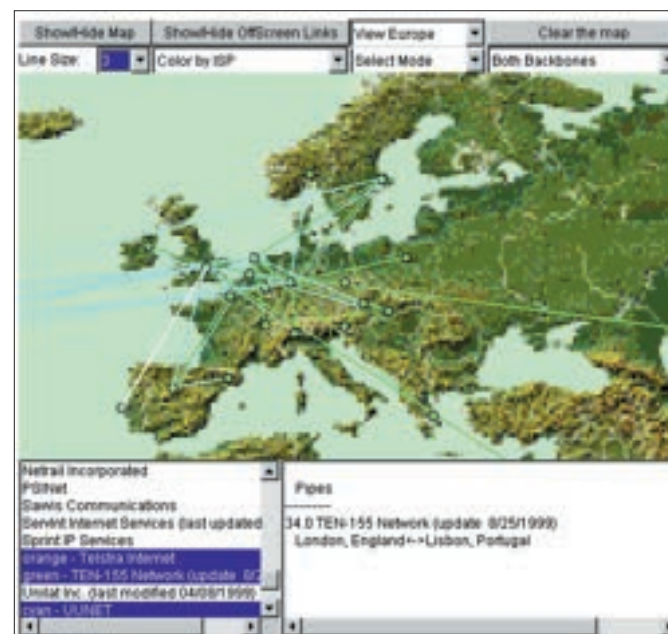 Show/Hide Map
Show/Hide OffScreen Links
View Europe
Clear the map
Line Size:
3
Color by ISP
Select Mode
Both Backbones
Netrail Incorporated
PSINet
Savvis Communications
ServInt Internet Services (last updated
Sprint IP Services
orange - Telstra Internet
green - TEN-155 Network (update 8/2
Unilat Inc. (last modified 04/08/1999)
cyan - UUNET
Pipes
--------
34.0 TEN-155 Network (update 8/25/1999)
London, England<->Lisbon, Portugal